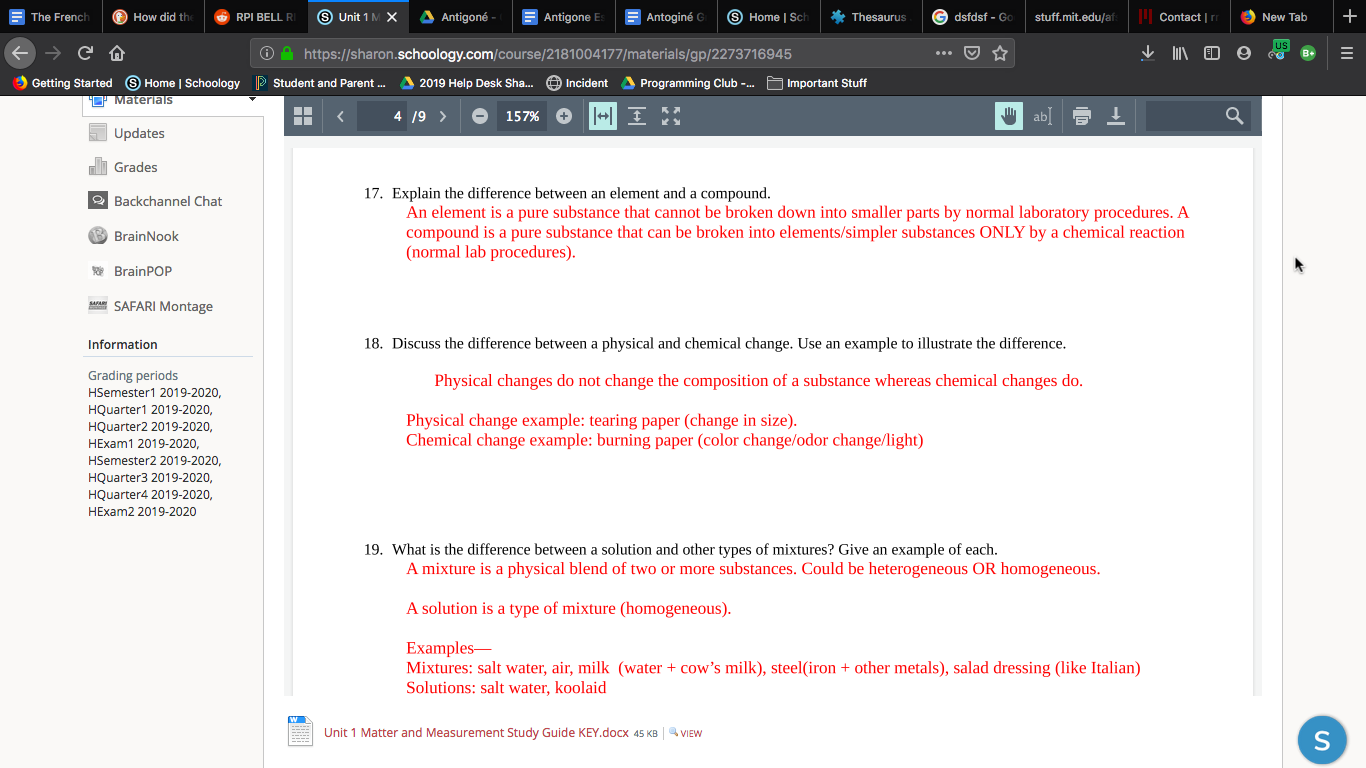 The French
How did the
RPI BELL R
Unit 1 M
Antigoné -
Antigone Es
Antoginé G
Home | Sch
Thesaurus
dsfdsf - Go
stuff.mit.edu/afs
Contact | rr
New Tab
https://sharon.schoology.com/course/2181004177/materials/gp/2273716945
US
B+
Getting Started
Home | Schoology
Student and Parent ...
2019 Help Desk Sha...
Incident
Programming Club -...
Important Stuff
Materials
Updates
Grades
Backchannel Chat
BrainNook
BrainPOP
SAFARI Montage
Information
Grading periods
HSemester1 2019-2020,
HQuarter1 2019-2020,
HQuarter2 2019-2020,
HExam1 2019-2020,
HSemester2 2019-2020,
HQuarter3 2019-2020,
HQuarter4 2019-2020,
HExam2 2019-2020
4 /9
157%
ab
17. Explain the difference between an element and a compound.
An element is a pure substance that cannot be broken down into smaller parts by normal laboratory procedures. A
compound is a pure substance that can be broken into elements/simpler substances ONLY by a chemical reaction
(normal lab procedures).
18. Discuss the difference between a physical and chemical change. Use an example to illustrate the difference.
Physical changes do not change the composition of a substance whereas chemical changes do.
Physical change example: tearing paper (change in size).
Chemical change example: burning paper (color change/odor change/light)
19. What is the difference between a solution and other types of mixtures? Give an example of each.
A mixture is a physical blend of two or more substances. Could be heterogeneous OR homogeneous.
A solution is a type of mixture (homogeneous).
Examples—
Mixtures: salt water, air, milk (water + cow’s milk), steel(iron + other metals), salad dressing (like Italian)
Solutions: salt water, koolaid
Unit 1 Matter and Measurement Study Guide KEY.docx 45 KB VIEW
S